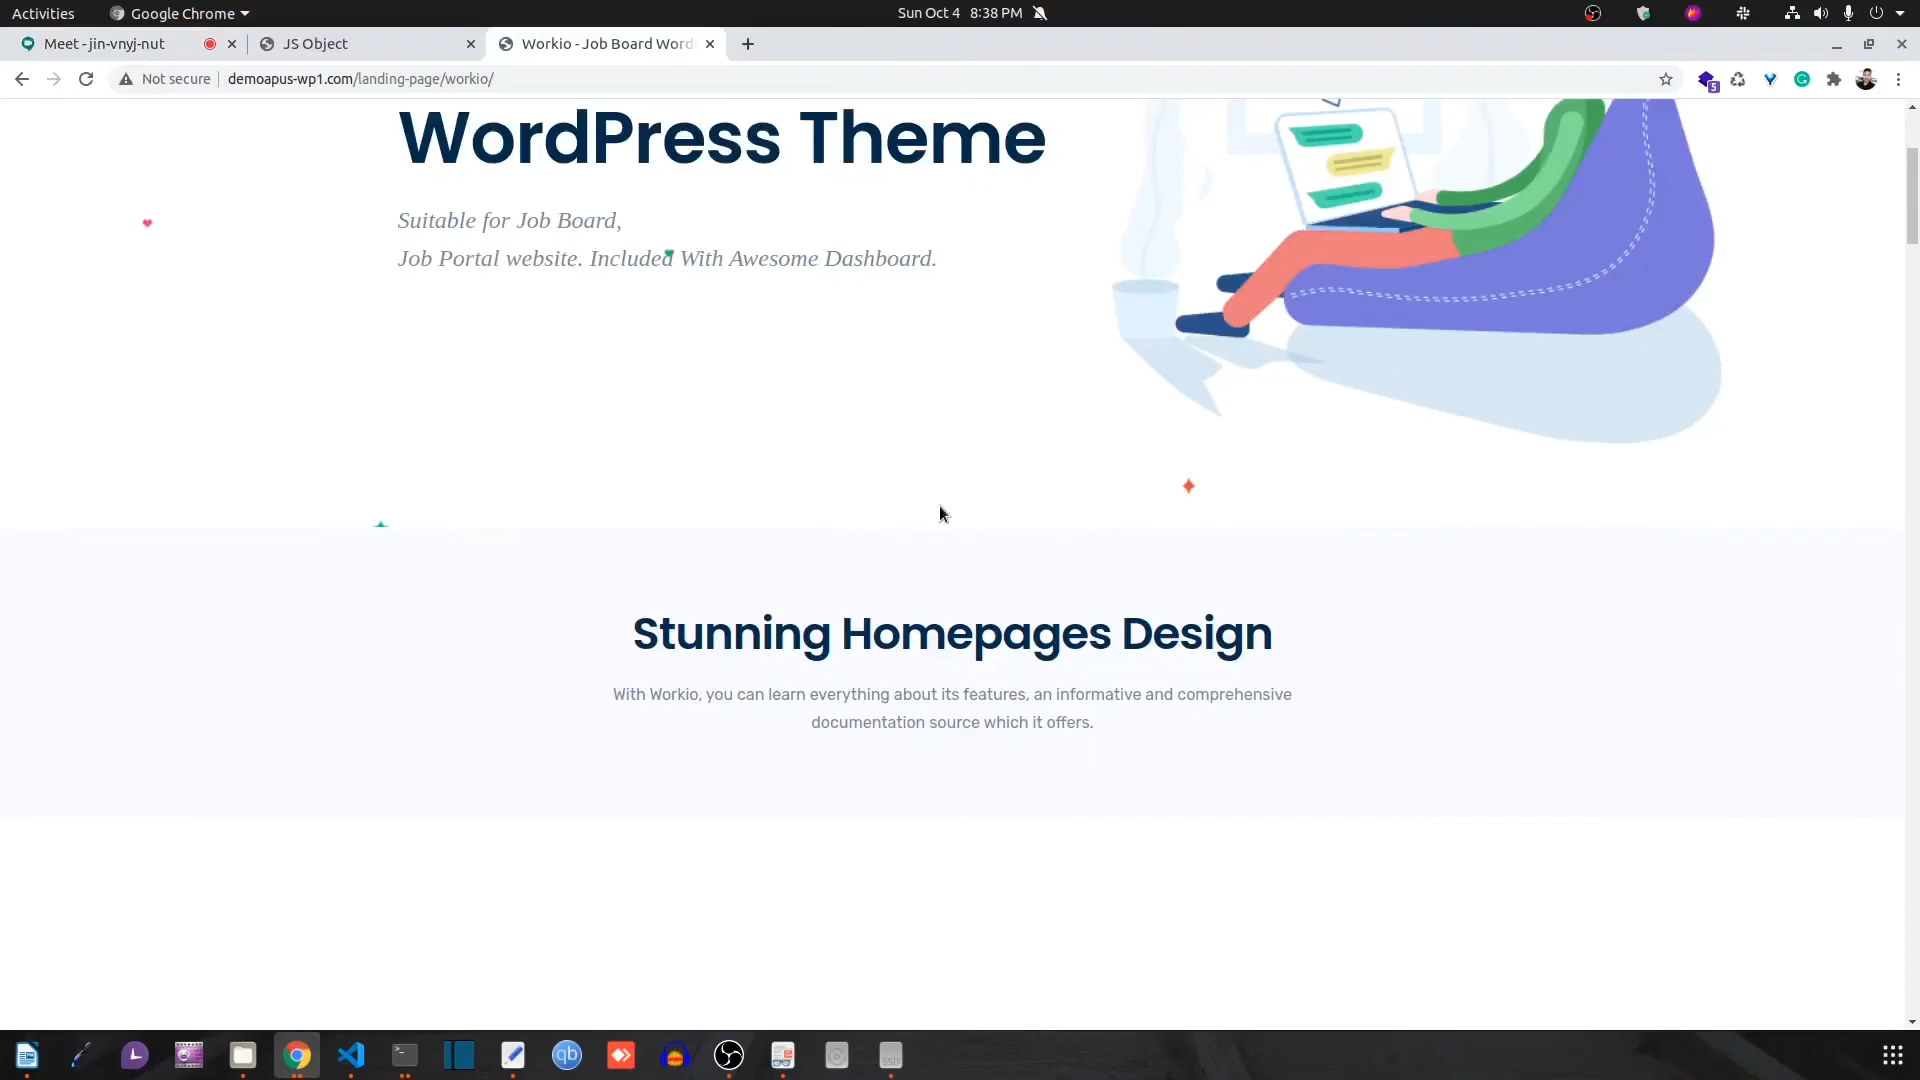 Activities
Google Chrome
Sun Oct 4 8:38 PM
Meet - jin-vnyj-nut
JS Object
Workio - Job Board Word
Not secure
demoapus-wp1.com/landing-page/workio/
5
WordPress Theme
Suitable for Job Board,
Job Portal website. Included With Awesome Dashboard.
Stunning Homepages Design
With Workio, you can learn everything about its features, an informative and comprehensive
documentation source which it offers.
qb
SSD